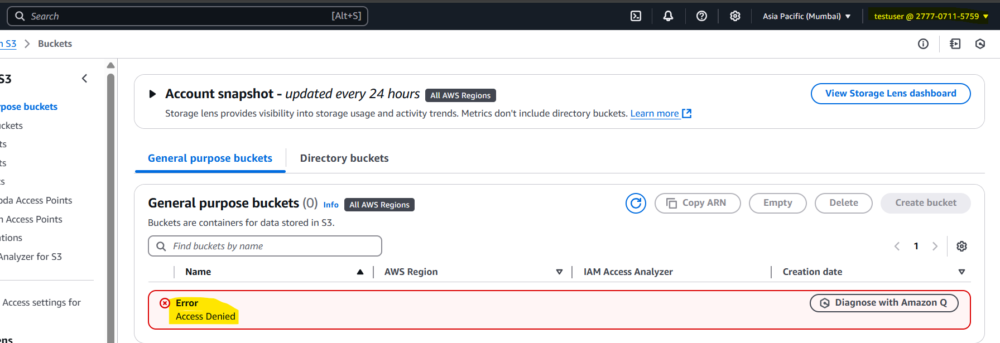 Search [Alt+S] Asia Pacific (Mumbai) testuser @ 2777-0711-5759
S3 Buckets
S3
Account snapshot - updated every 24 hours All AWS Regions View Storage Lens dashboard
Storage lens provides visibility into storage usage and activity trends. Metrics don't include directory buckets. Learn more
pose buckets
ckets
ts
ts
s
General purpose buckets Directory buckets
bda Access Points
n Access Points
tions
Analyzer for S3
Access settings for
ens
General purpose buckets (0) Info All AWS Regions Copy ARN Empty Delete Create bucket
Buckets are containers for data stored in S3.
Find buckets by name 1
Name AWS Region IAM Access Analyzer Creation date
Error Diagnose with Amazon Q
Access Denied